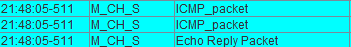 21:48:05-511 M_CH_S ICMP_packet
21:48:05-511 M_CH_S ICMP_packet
21:48:05-511 M_CH_S Echo Reply Packet